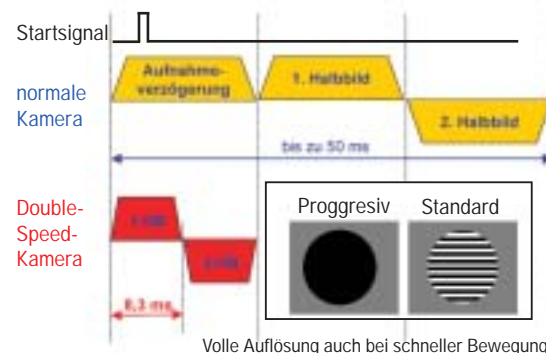 Startsignal
Aufnahme-
verzögerung
1. Halbbild
normale
Kamera
2. Halbbild
bis zu 50 ms
Double-
Speed-
Kamera
Proggresiv Standard
8,3 ms
Volle Auflösung auch bei schneller Bewegung